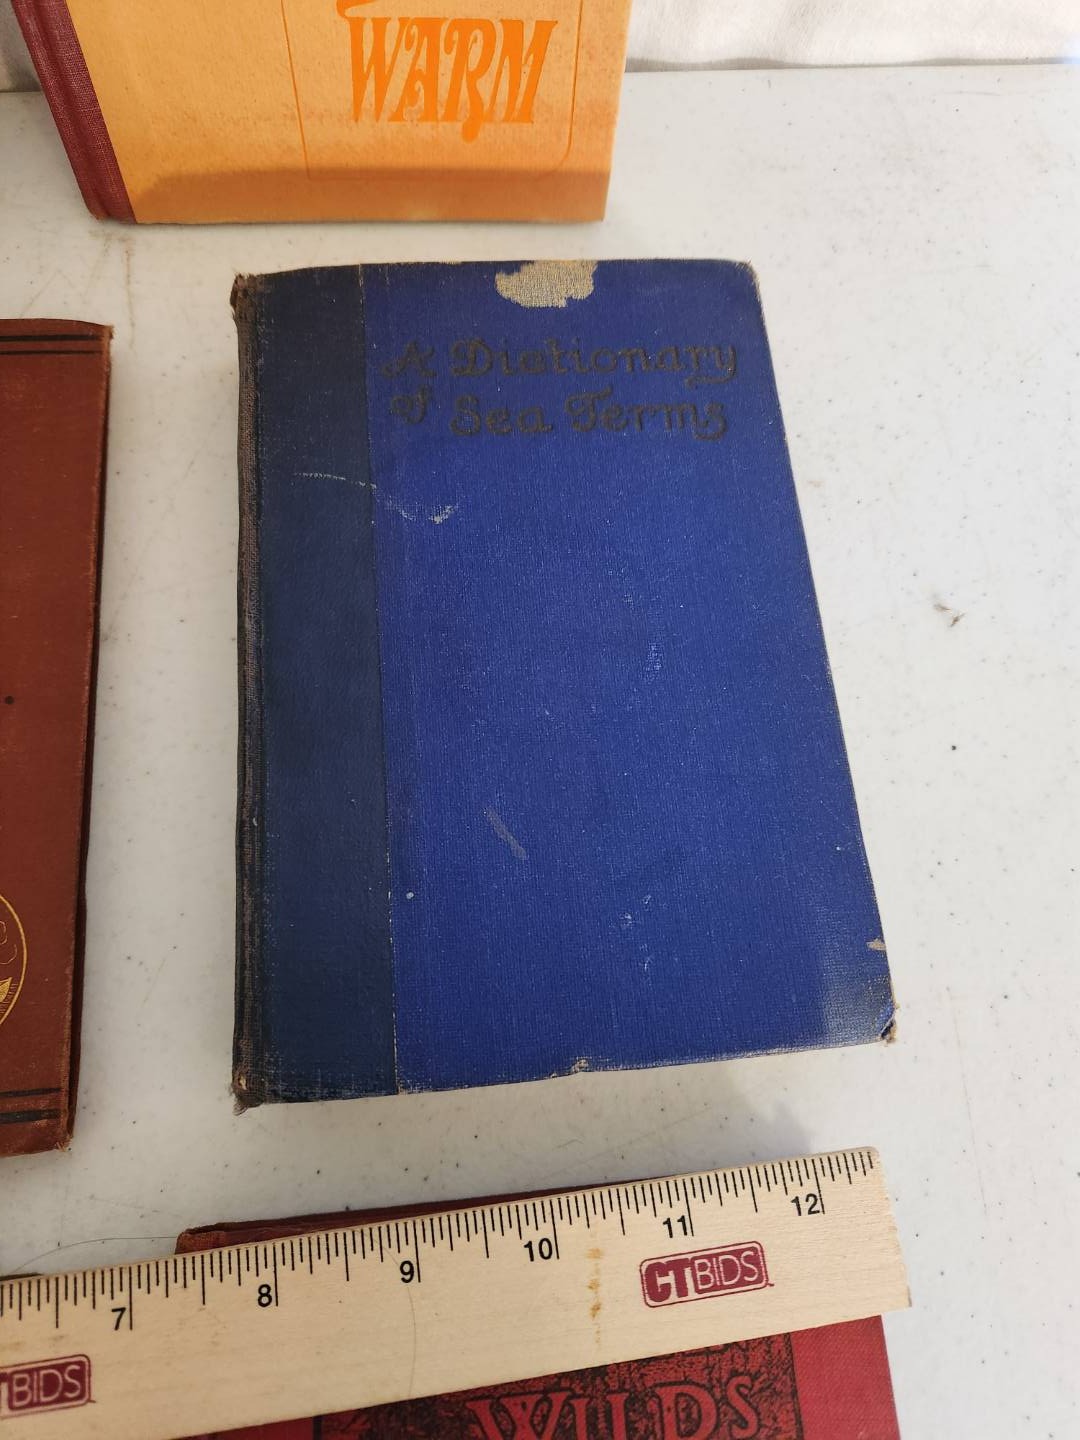 WARM
A Dictionary
of Sea Terms
7 8 9 10 11 12
CTBIDS
BIDS
WILDS